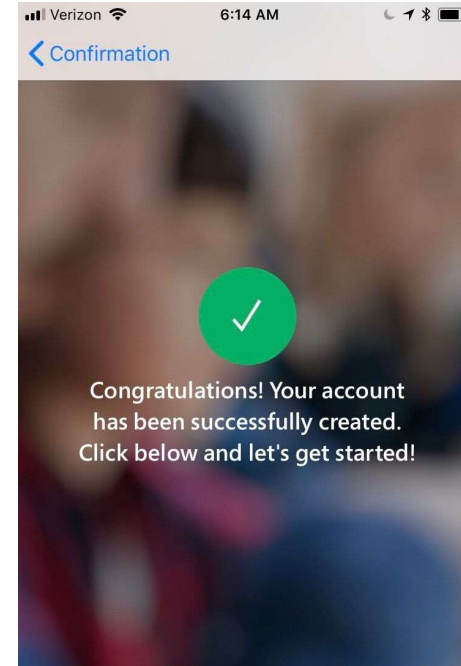 Verizon 6:14 AM
Confirmation
Congratulations! Your account
has been successfully created.
Click below and let's get started!